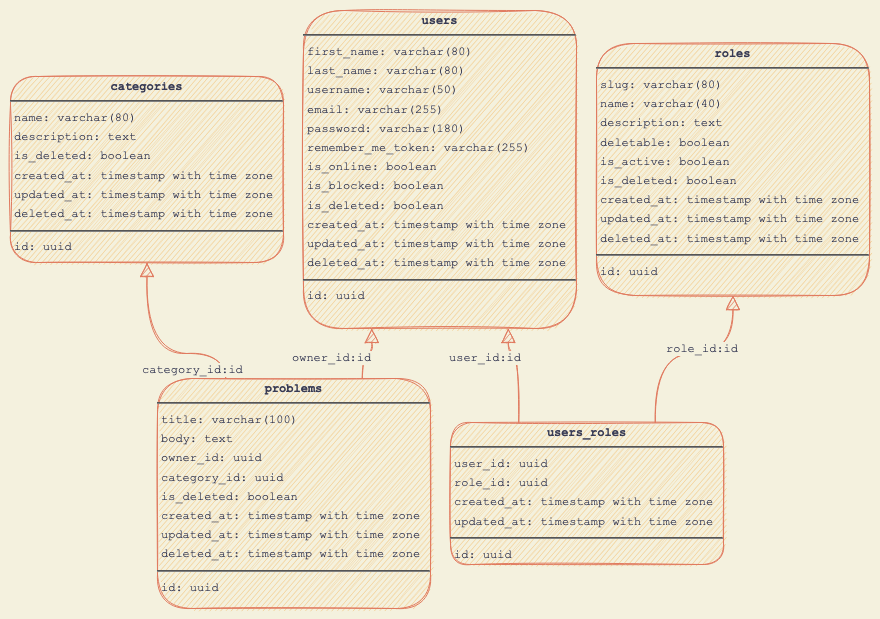 users
first_name: varchar(80)
last_name: varchar(80)
username: varchar(50)
email: varchar(255)
password: varchar(180)
remember_me_token: varchar(255)
is_online: boolean
is_blocked: boolean
is_deleted: boolean
created_at: timestamp with time zone
updated_at: timestamp with time zone
deleted_at: timestamp with time zone
id: uuid
roles
slug: varchar(80)
name: varchar(40)
description: text
deletable: boolean
is_active: boolean
is_deleted: boolean
created_at: timestamp with time zone
updated_at: timestamp with time zone
deleted_at: timestamp with time zone
id: uuid
categories
name: varchar(80)
description: text
is_deleted: boolean
created_at: timestamp with time zone
updated_at: timestamp with time zone
deleted_at: timestamp with time zone
id: uuid
category_id:id
owner_id:id
user_id:id
role_id:id
problems
title: varchar(100)
body: text
owner_id: uuid
category_id: uuid
is_deleted: boolean
created_at: timestamp with time zone
updated_at: timestamp with time zone
deleted_at: timestamp with time zone
id: uuid
users_roles
user_id: uuid
role_id: uuid
created_at: timestamp with time zone
updated_at: timestamp with time zone
id: uuid